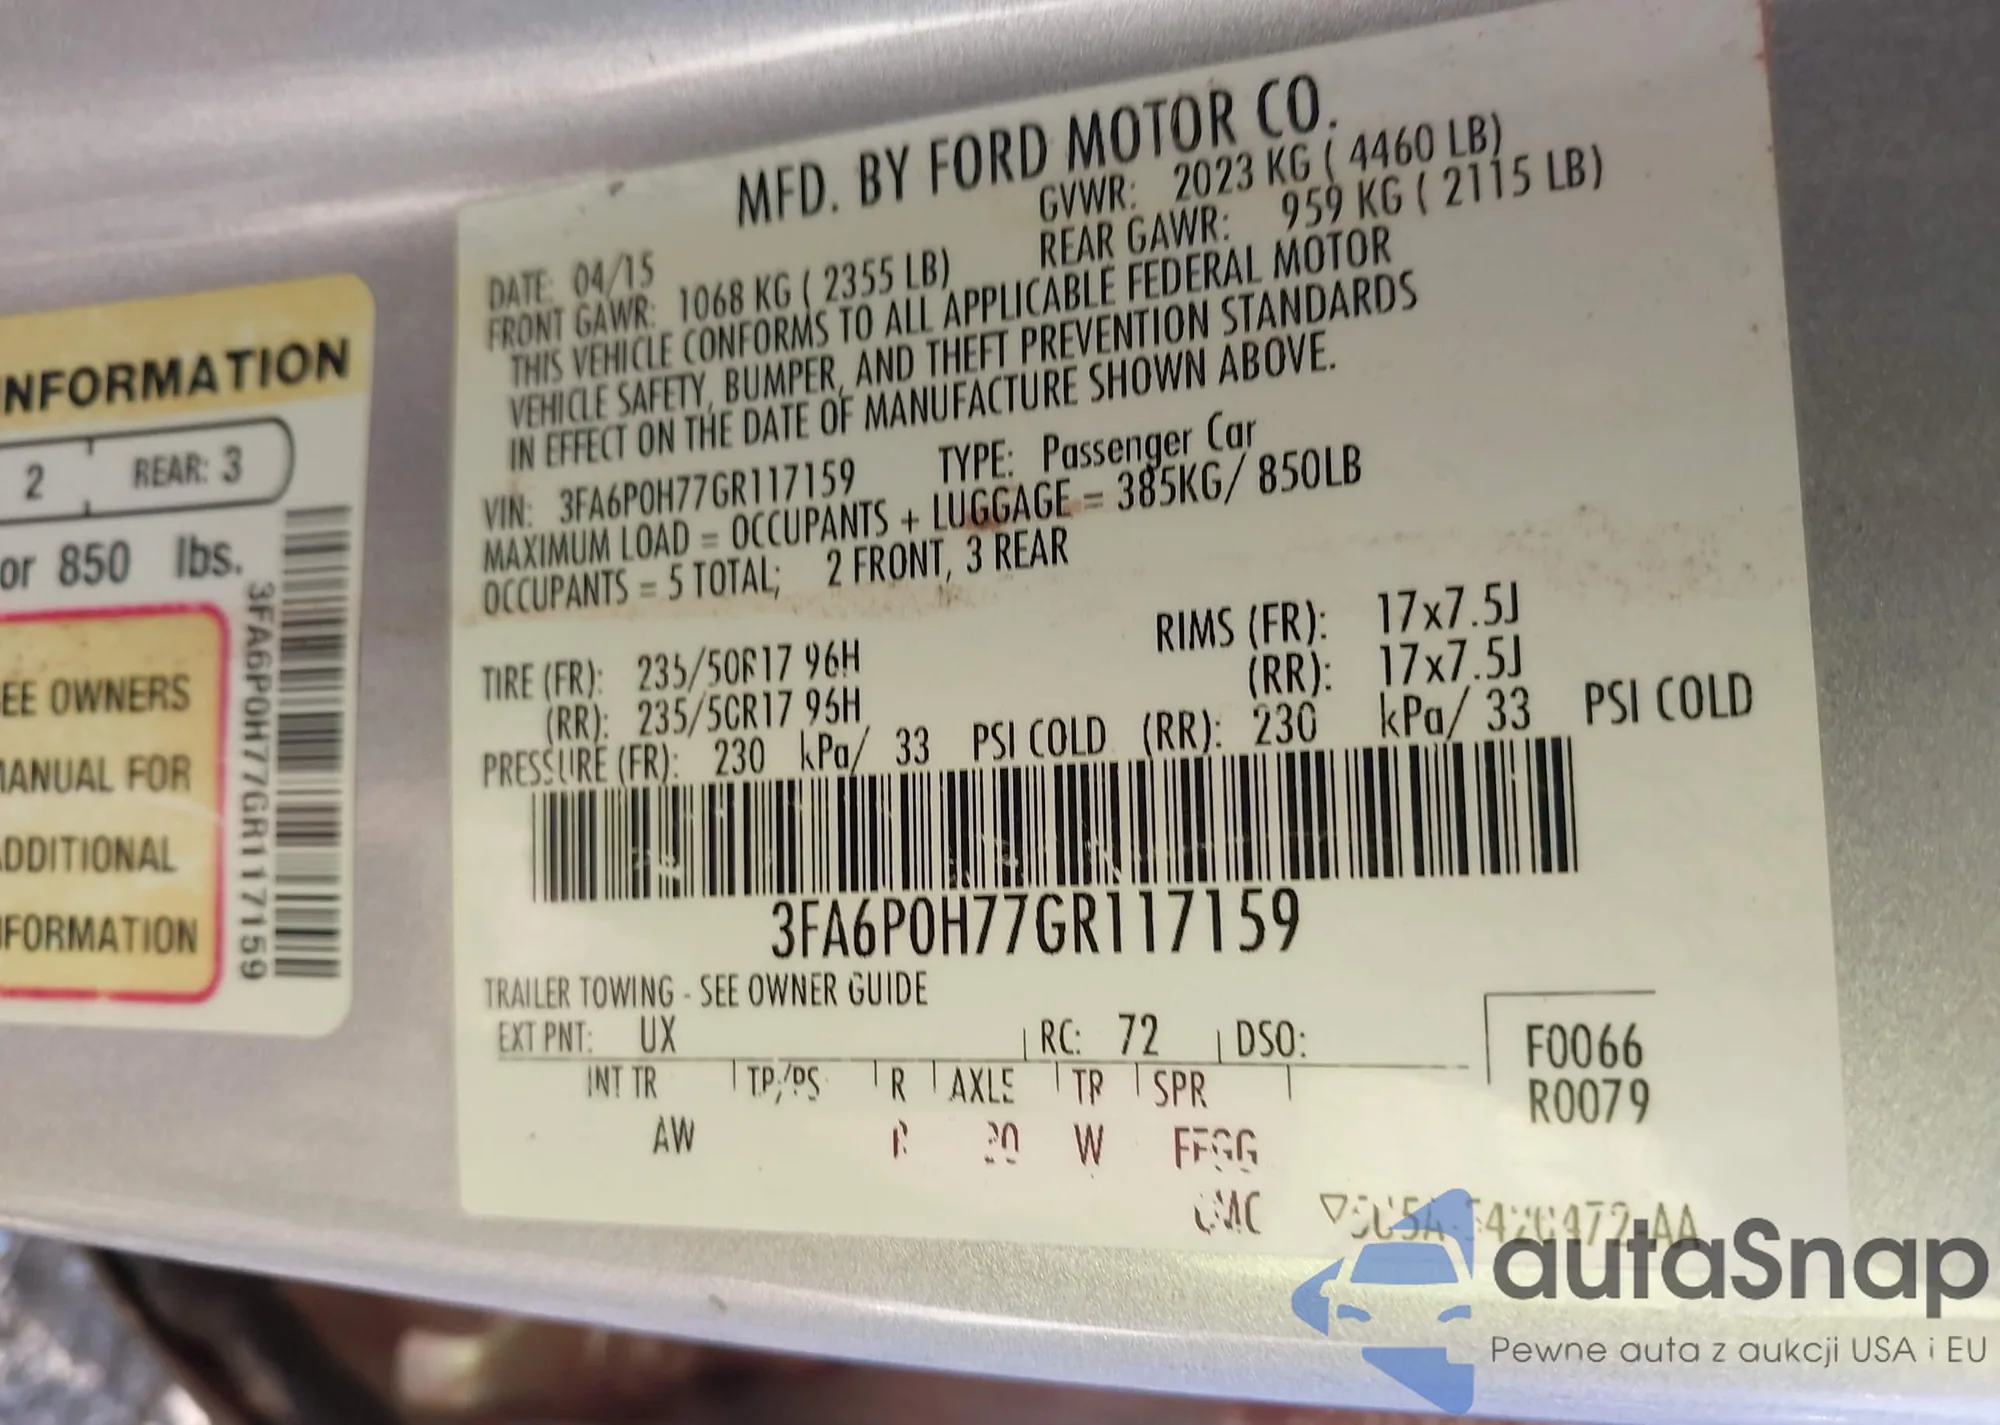 NFORMATION
2 REAR: 3
or 850 lbs.
EE OWNERS
ANUAL FOR
DDITIONAL
FORMATION
3FA6P0H77GR117159
MFD. BY FORD MOTOR CO.
DATE: 04/15 GVWR: 2023 KG ( 4460 LB)
FRONT GAWR: 1068 KG ( 2355 LB) REAR GAWR: 959 KG ( 2115 LB)
THIS VEHICLE CONFORMS TO ALL APPLICABLE FEDERAL MOTOR
VEHICLE SAFETY, BUMPER, AND THEFT PREVENTION STANDARDS
IN EFFECT ON THE DATE OF MANUFACTURE SHOWN ABOVE.
VIN: 3FA6P0H77GR117159 TYPE: Passenger Car
MAXIMUM LOAD = OCCUPANTS + LUGGAGE = 385KG/ 850LB
OCCUPANTS = 5 TOTAL; 2 FRONT, 3 REAR
TIRE (FR): 235/50R17 96H RIMS (FR): 17x7.5J
(RR): 235/50R17 96H (RR): 17x7.5J
PRESSURE (FR): 230 kPa/ 33 PSI COLD (RR): 230 kPa/ 33 PSI COLD
3FA6P0H77GR117159
TRAILER TOWING - SEE OWNER GUIDE
EXT PNT: UX RC: 72 DSO: F0066
INT TR TP/PS R AXLE TR SPR R0079
AW W
autaSnap
Pewne auta z aukcji USA i EU